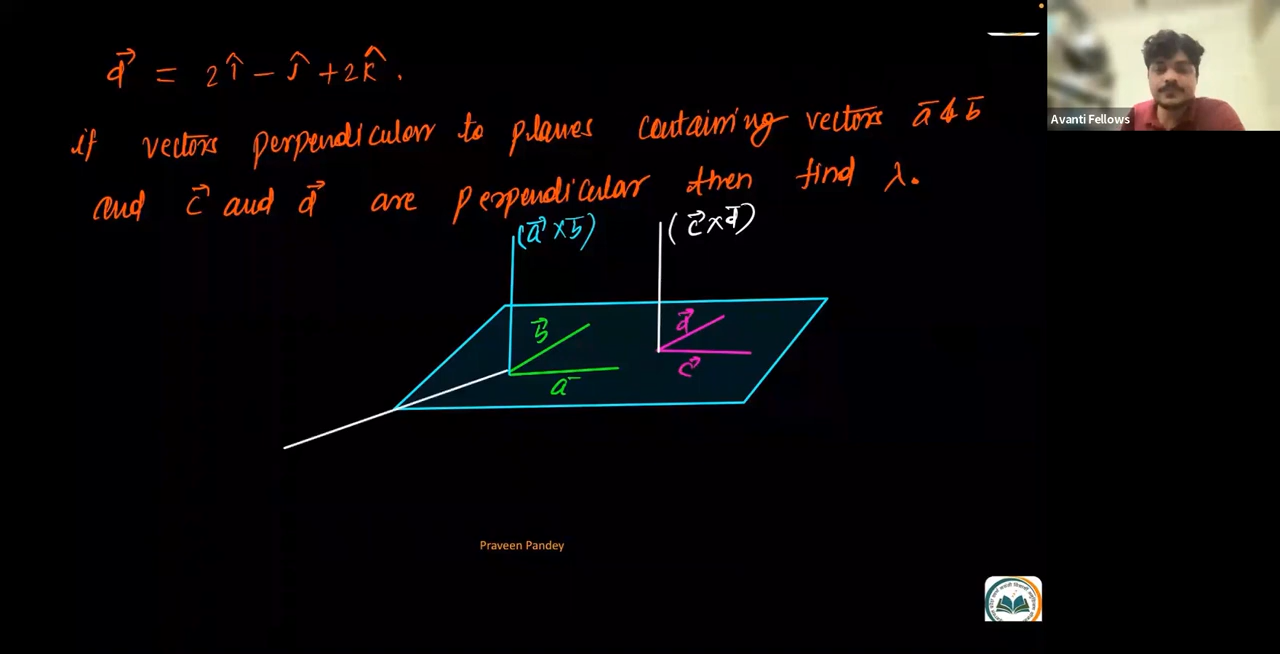 d⃗ = 2î − ĵ + 2k̂.
Avanti Fellows
if vectors perpendicular to planes containing vectors a̅ & b̅
and c⃗ and d⃗ are perpendicular then find λ.
(a⃗ × b̅) (c⃗ × d̅)
b⃗ d⃗
a̅ c⃗
Praveen Pandey